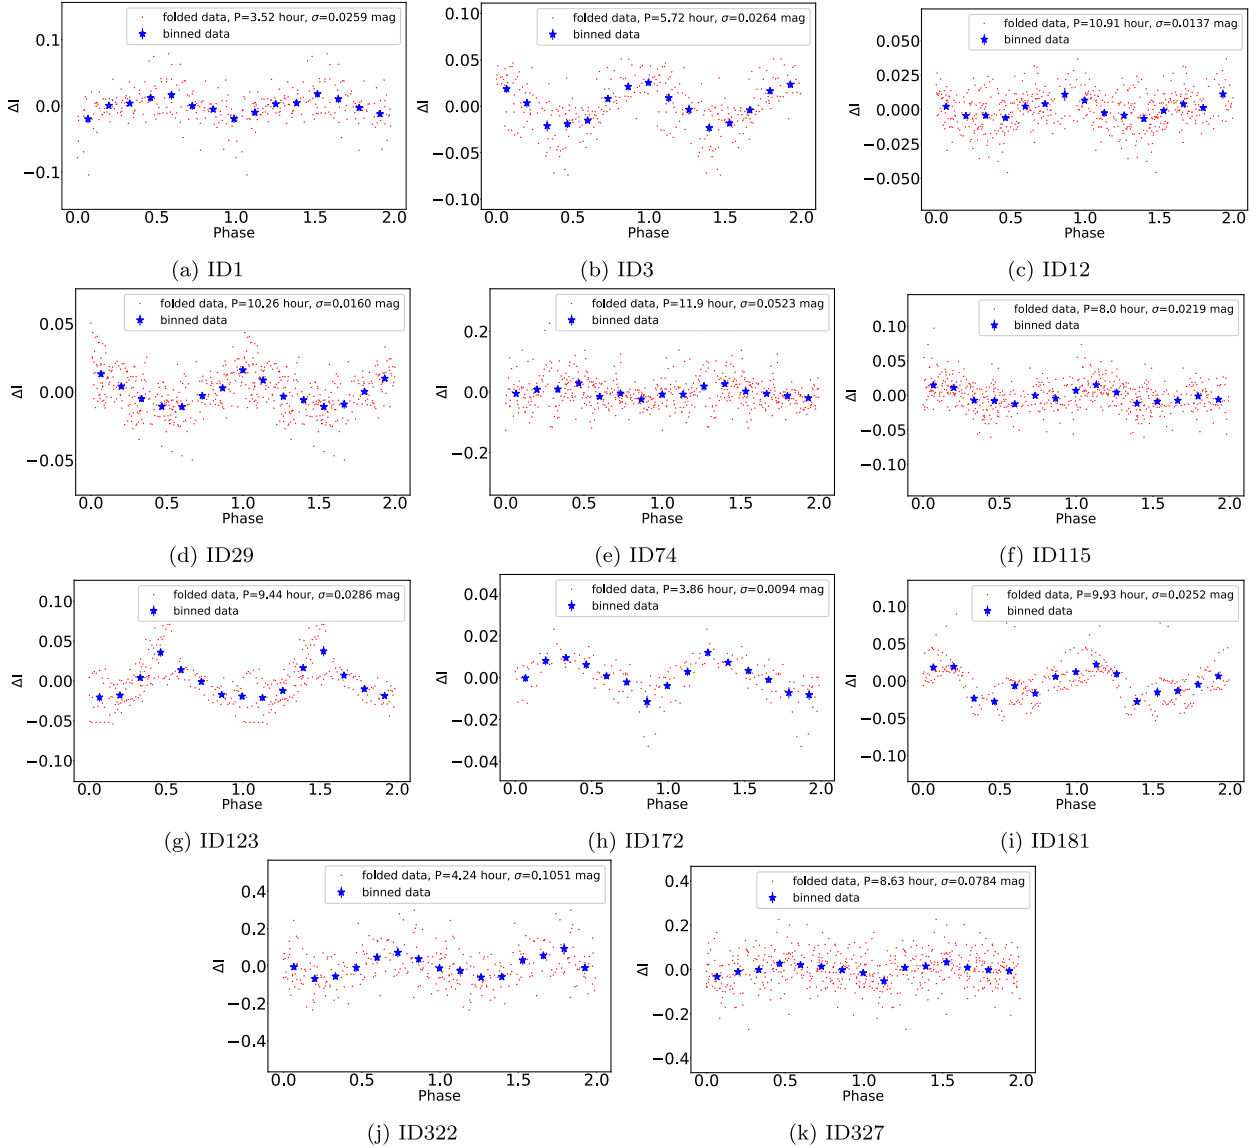 folded data, P=3.52 hour, σ=0.0259 mag
binned data
0.1
0.0
−0.1
ΔI
0.0 0.5 1.0 1.5 2.0
Phase
(a) ID1
folded data, P=5.72 hour, σ=0.0264 mag
binned data
0.10
0.05
0.00
−0.05
−0.10
ΔI
0.0 0.5 1.0 1.5 2.0
Phase
(b) ID3
folded data, P=10.91 hour, σ=0.0137 mag
binned data
0.050
0.025
0.000
−0.025
−0.050
ΔI
0.0 0.5 1.0 1.5 2.0
Phase
(c) ID12
folded data, P=10.26 hour, σ=0.0160 mag
binned data
0.05
0.00
−0.05
ΔI
0.0 0.5 1.0 1.5 2.0
Phase
(d) ID29
folded data, P=11.9 hour, σ=0.0523 mag
binned data
0.2
0.0
−0.2
ΔI
0.0 0.5 1.0 1.5 2.0
Phase
(e) ID74
folded data, P=8.0 hour, σ=0.0219 mag
binned data
0.10
0.05
0.00
−0.05
−0.10
ΔI
0.0 0.5 1.0 1.5 2.0
Phase
(f) ID115
folded data, P=9.44 hour, σ=0.0286 mag
binned data
0.10
0.05
0.00
−0.05
−0.10
ΔI
0.0 0.5 1.0 1.5 2.0
Phase
(g) ID123
folded data, P=3.86 hour, σ=0.0094 mag
binned data
0.04
0.02
0.00
−0.02
−0.04
ΔI
0.0 0.5 1.0 1.5 2.0
Phase
(h) ID172
folded data, P=9.93 hour, σ=0.0252 mag
binned data
0.10
0.05
0.00
−0.05
−0.10
ΔI
0.0 0.5 1.0 1.5 2.0
Phase
(i) ID181
folded data, P=4.24 hour, σ=0.1051 mag
binned data
0.4
0.2
0.0
−0.2
−0.4
ΔI
0.0 0.5 1.0 1.5 2.0
Phase
(j) ID322
folded data, P=8.63 hour, σ=0.0784 mag
binned data
0.4
0.2
0.0
−0.2
−0.4
ΔI
0.0 0.5 1.0 1.5 2.0
Phase
(k) ID327